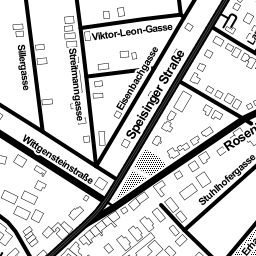 Viktor-Leon-Gasse
Sillergasse
Streitmanngasse
Eisenbachgasse
Speisinger Straße
Wittgensteinstraße
Rosen
Stuhlhofergasse